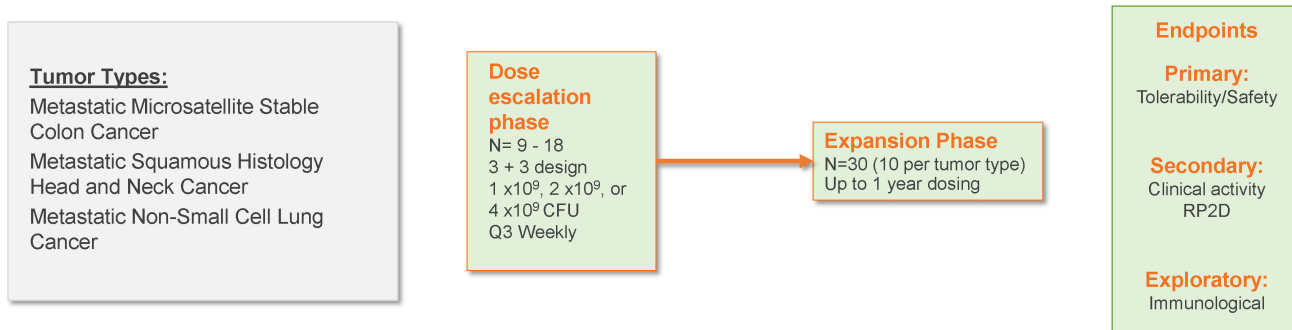 Tumor Types:
Metastatic Microsatellite Stable
Colon Cancer
Metastatic Squamous Histology
Head and Neck Cancer
Metastatic Non-Small Cell Lung
Cancer
Dose
escalation
phase
N= 9 - 18
3 + 3 design
1 x10⁹, 2 x10⁹, or
4 x10⁹ CFU
Q3 Weekly
Expansion Phase
N=30 (10 per tumor type)
Up to 1 year dosing
Endpoints
Primary:
Tolerability/Safety
Secondary:
Clinical activity
RP2D
Exploratory:
Immunological